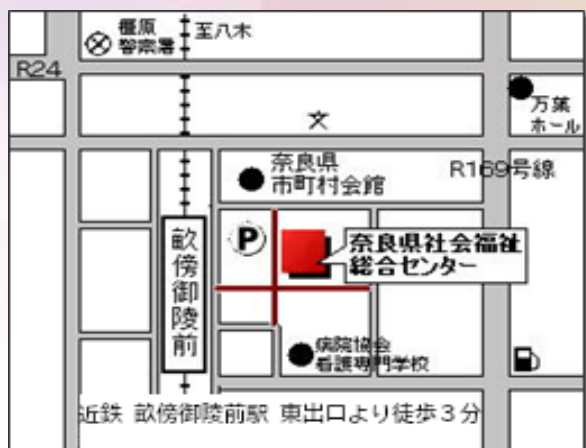 橿原
警察署
至八木
R24
万葉
ホール
文
奈良県
市町村会館
R169号線
P
奈良県社会福祉
総合センター
畝傍御陵前
病院協会
看護専門学校
近鉄 畝傍御陵前駅 東出口より徒歩3分